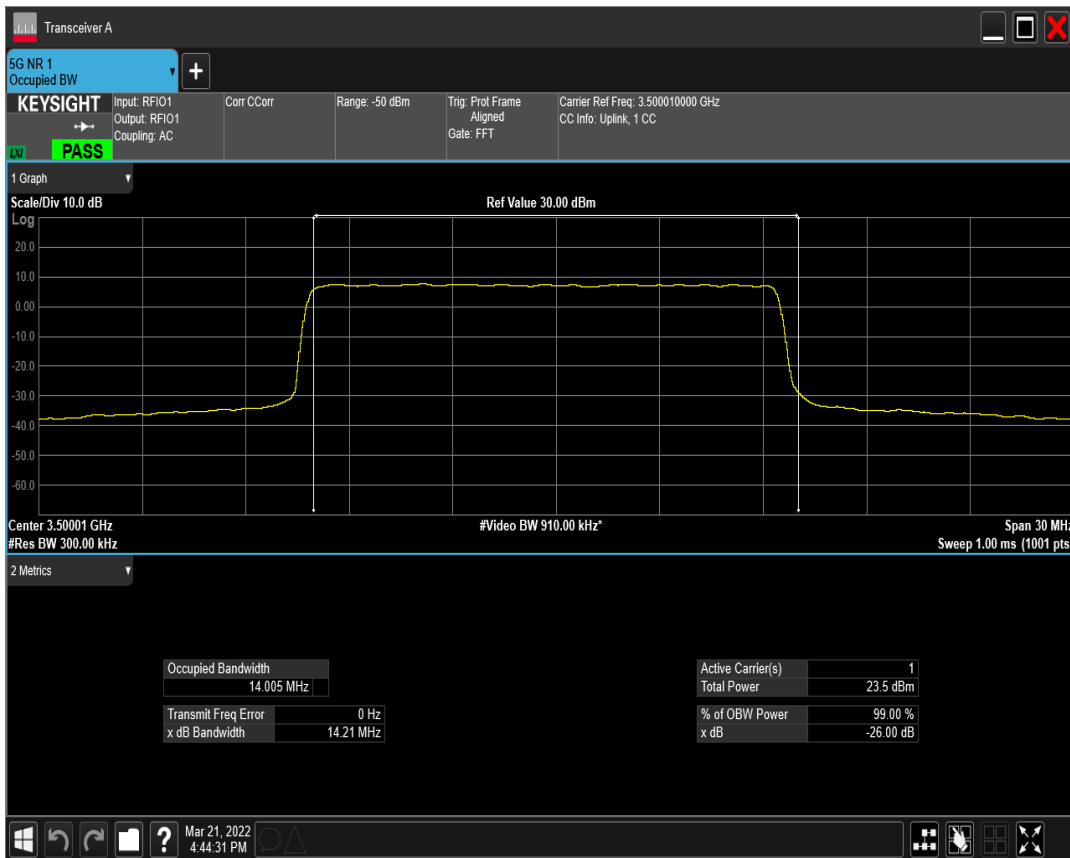 Transceiver A
5G NR 1
Occupied BW
KEYSIGHT
LXI
PASS
Input: RFIO1
Output: RFIO1
Coupling: AC
Corr CCorr
Range: -50 dBm
Trig: Prot Frame
Aligned
Gate: FFT
Carrier Ref Freq: 3.500010000 GHz
CC Info: Uplink, 1 CC
1 Graph
Scale/Div 10.0 dB
Ref Value 30.00 dBm
Log
20.0
10.0
0.00
-10.0
-20.0
-30.0
-40.0
-50.0
-60.0
Center 3.50001 GHz
#Video BW 910.00 kHz*
Span 30 MHz
#Res BW 300.00 kHz
Sweep 1.00 ms (1001 pts
2 Metrics
Occupied Bandwidth
14.005 MHz
Transmit Freq Error 0 Hz
x dB Bandwidth 14.21 MHz
Active Carrier(s) 1
Total Power 23.5 dBm
% of OBW Power 99.00 %
x dB -26.00 dB
?
Mar 21, 2022
4:44:31 PM